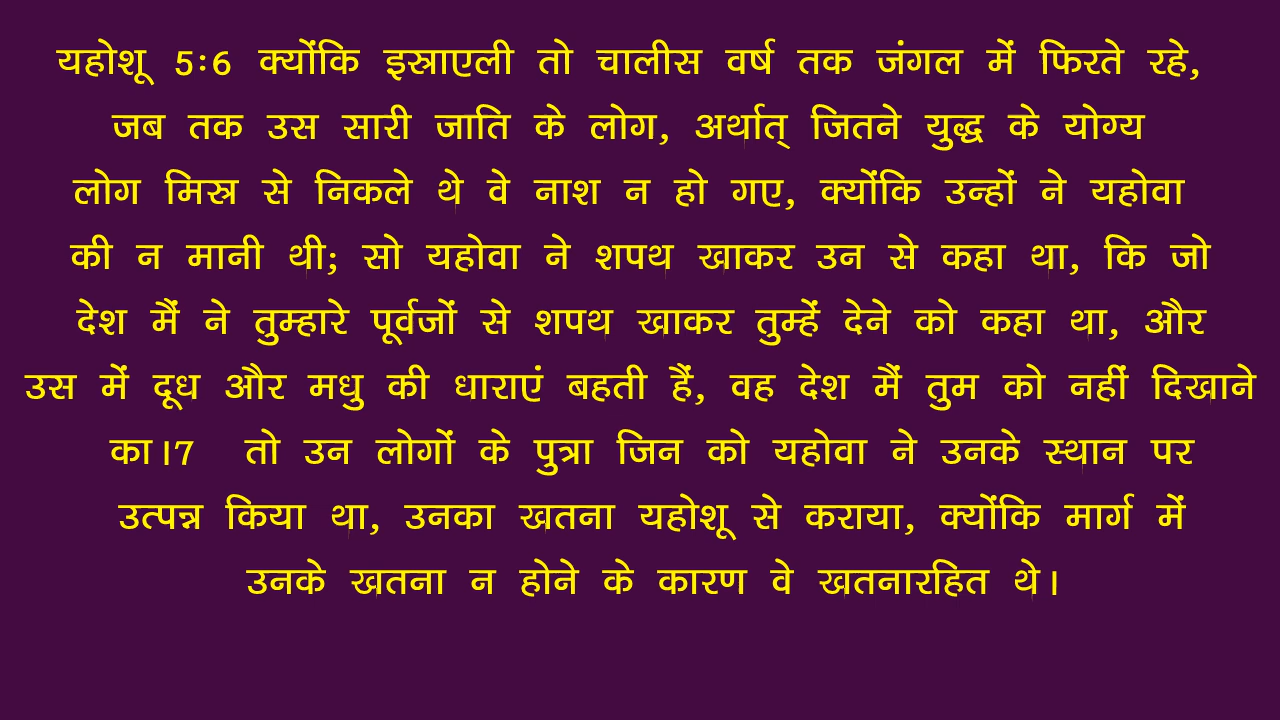 यहोशू 5:6 क्योंकि इस्राएली तो चालीस वर्ष तक जंगल में फिरते रहे,
जब तक उस सारी जाति के लोग, अर्थात् जितने युद्ध के योग्य
लोग मिस्र से निकले थे वे नाश न हो गए, क्योंकि उन्हों ने यहोवा
की न मानी थी; सो यहोवा ने शपथ खाकर उन से कहा था, कि जो
देश मैं ने तुम्हारे पूर्वजों से शपथ खाकर तुम्हें देने को कहा था, और
उस में दूध और मधु की धाराएं बहती हैं, वह देश मैं तुम को नहीं दिखाने
का।7 तो उन लोगों के पुत्रा जिन को यहोवा ने उनके स्थान पर
उत्पन्न किया था, उनका खतना यहोशू से कराया, क्योंकि मार्ग में
उनके खतना न होने के कारण वे खतनारहित थे।